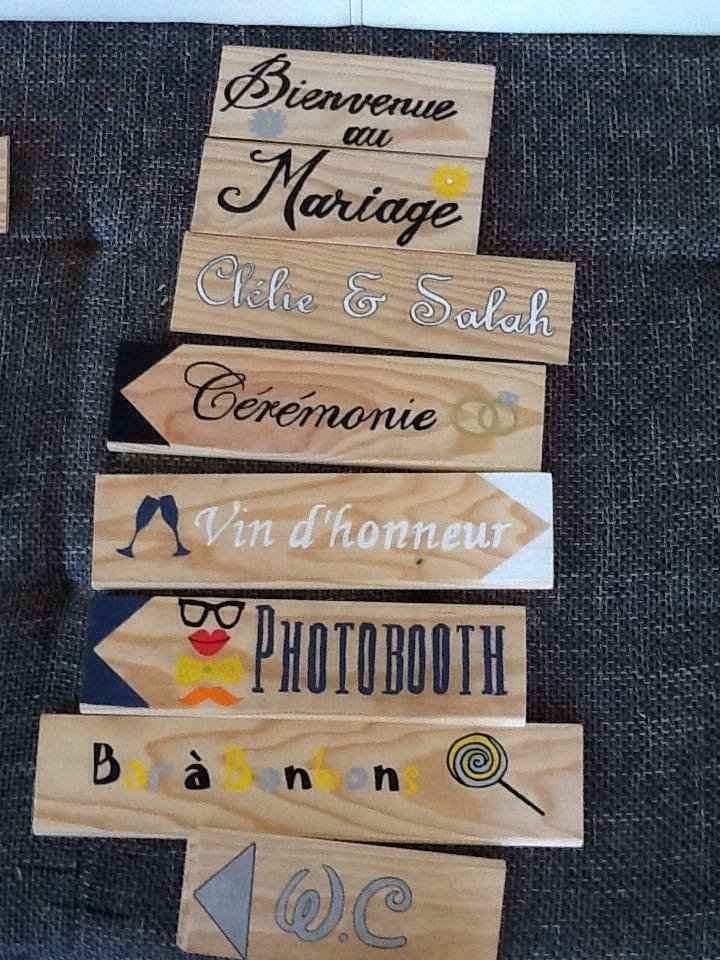 Bienvenue
au
Mariage
Clélie & Salah
Cérémonie
Vin d'honneur
PHOTOBOOTH
Bar à Bonbons
W.C